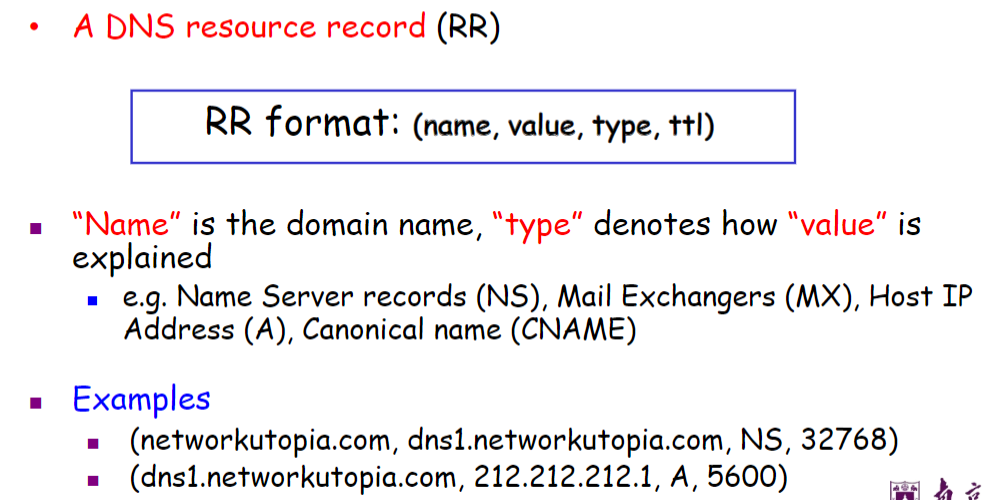 • A DNS resource record (RR)
RR format: (name, value, type, ttl)
▪ “Name” is the domain name, “type” denotes how “value” is
explained
▪ e.g. Name Server records (NS), Mail Exchangers (MX), Host IP
Address (A), Canonical name (CNAME)
▪ Examples
▪ (networkutopia.com, dns1.networkutopia.com, NS, 32768)
▪ (dns1.networkutopia.com, 212.212.212.1, A, 5600)